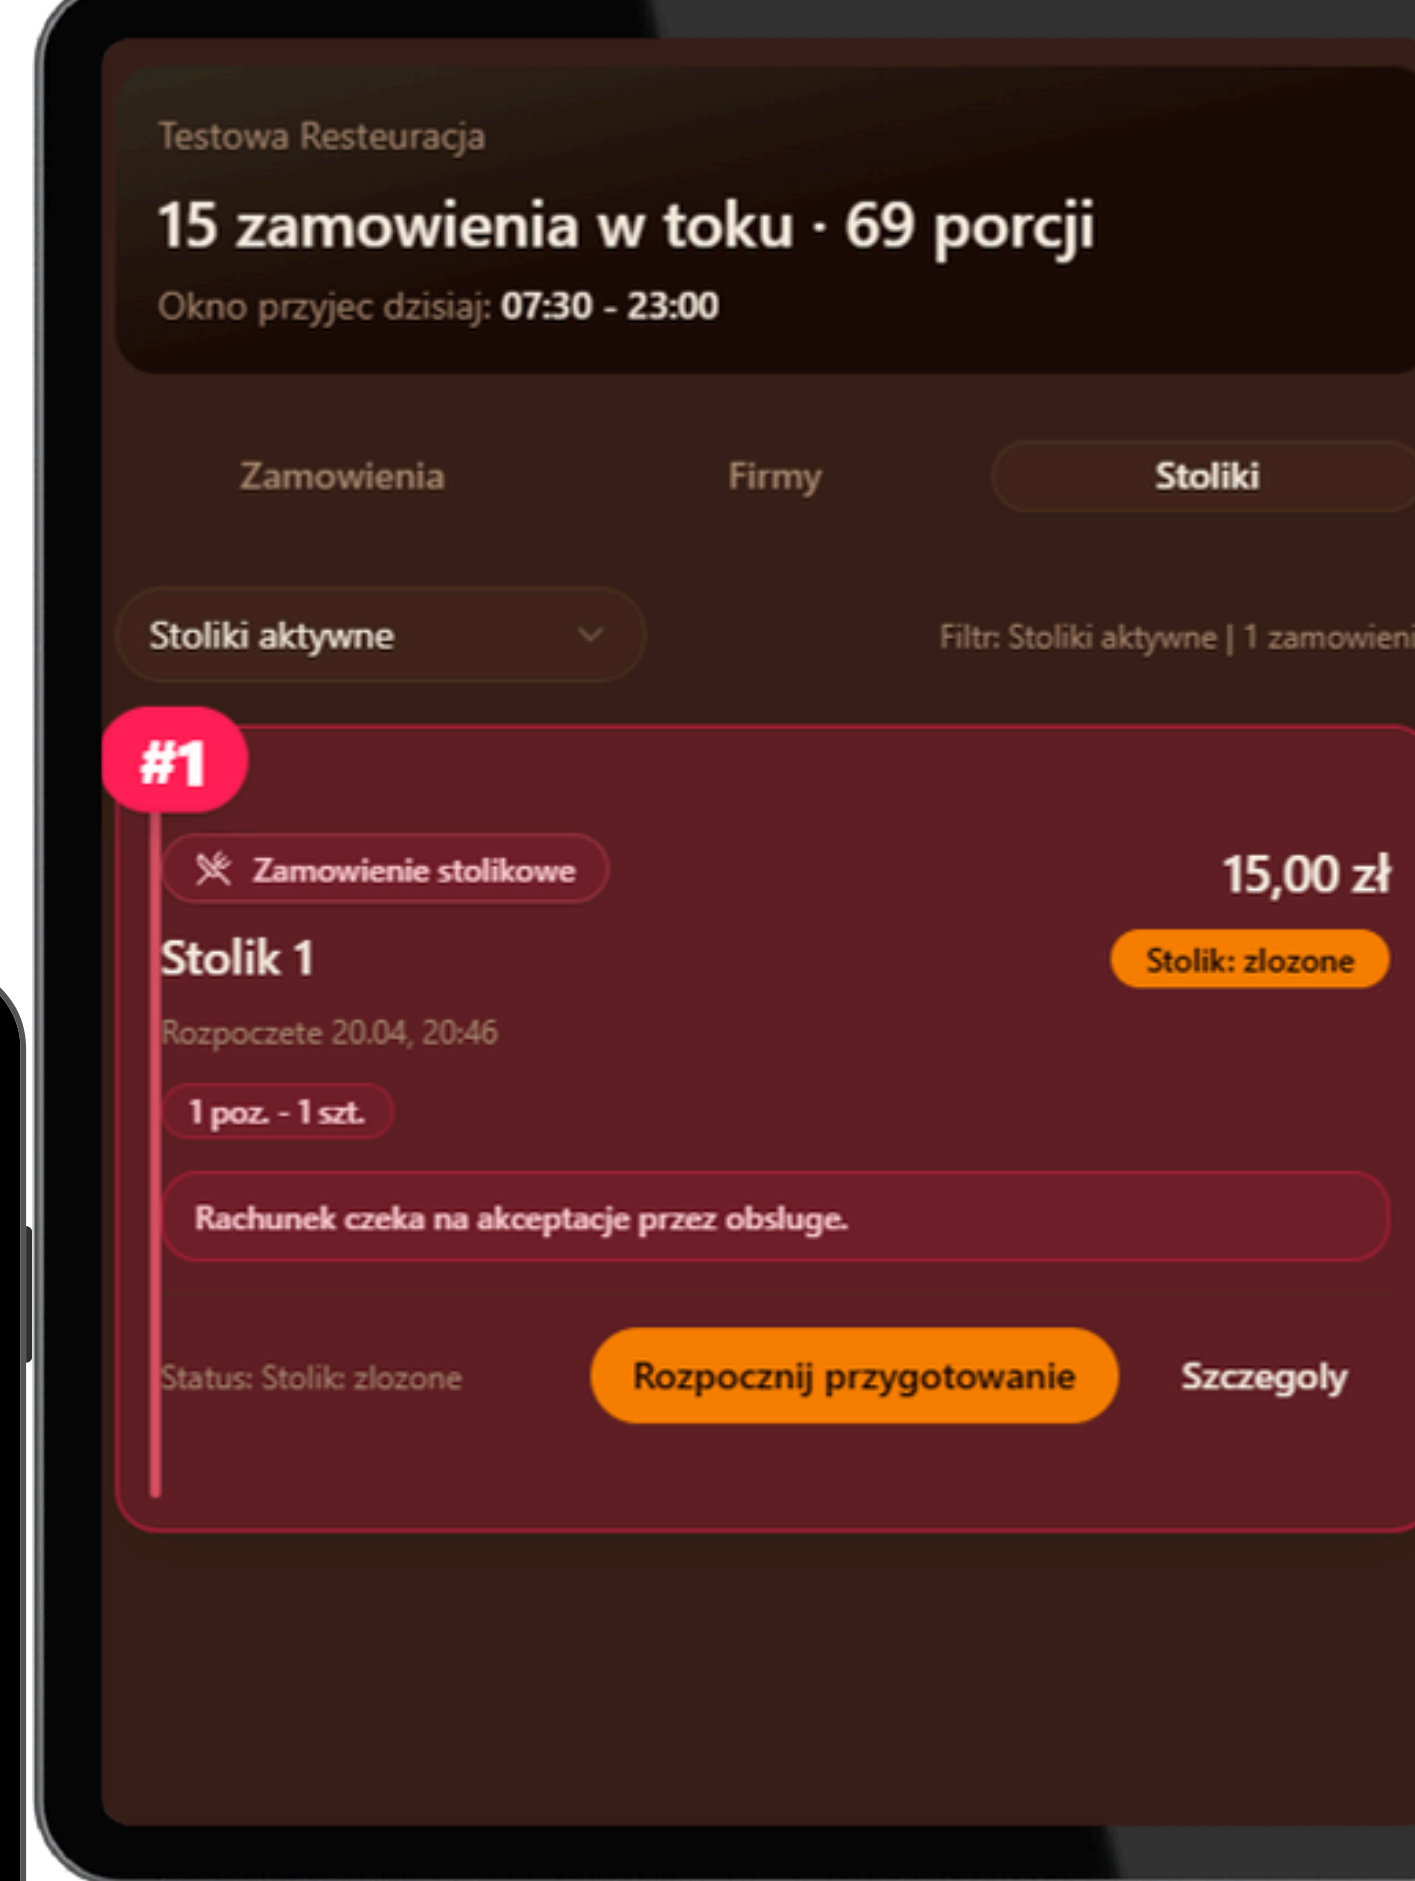 Testowa Resteuracja
15 zamowienia w toku · 69 porcji
Okno przyjec dzisiaj: 07:30 - 23:00
Zamowienia Firmy Stoliki
Stoliki aktywne
Filtr: Stoliki aktywne | 1 zamowieni
#1
Zamowienie stolikowe
15,00 zł
Stolik 1
Stolik: zlozone
Rozpoczete 20.04, 20:46
1 poz. - 1 szt.
Rachunek czeka na akceptacje przez obsluge.
Status: Stolik: zlozone
Rozpocznij przygotowanie
Szczegoly